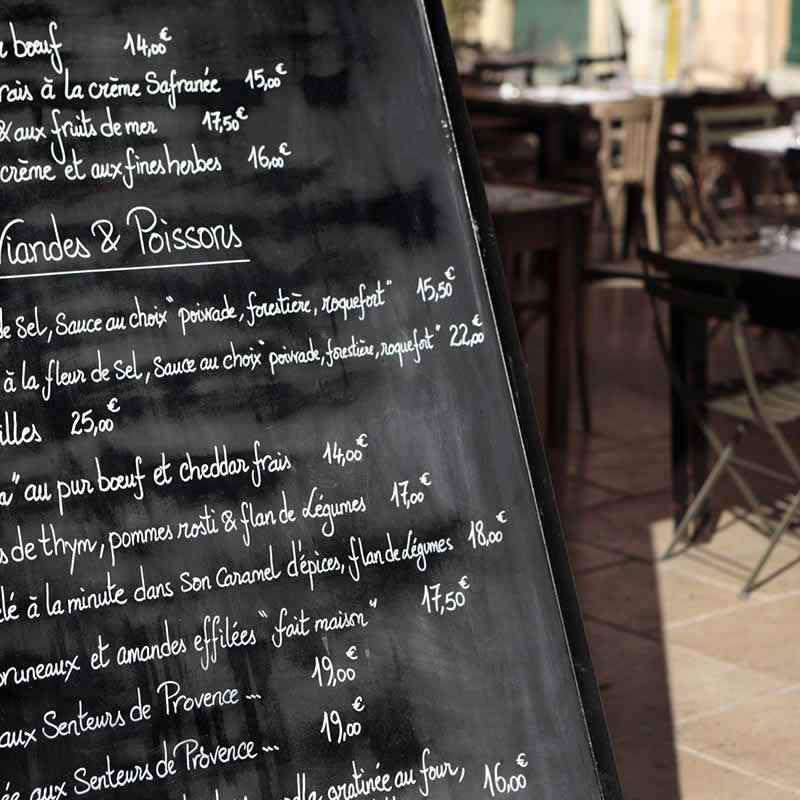 bœuf 14,00€
à la crème Safranée 15,00€
& aux fruits de mer 17,50€
crème et aux fines herbes 16,00€
Viandes & Poissons
de Sel, Sauce au choix "poivrade, forestière, roquefort" 15,50€
à la fleur de Sel, Sauce au choix "poivrade, forestière, roquefort" 22,00€
illes 25,00€
a" au pur bœuf et cheddar frais 14,00€
s de thym, pommes rosti & flan de Légumes 17,00€
lé à la minute dans Son Caramel d'épices, flan de Légumes 18,00€
pruneaux et amandes effilées "fait maison" 17,50€
aux Senteurs de Provence ... 19,00€
ée aux Senteurs de Provence ... 19,00€
gratinée au four, 16,00€